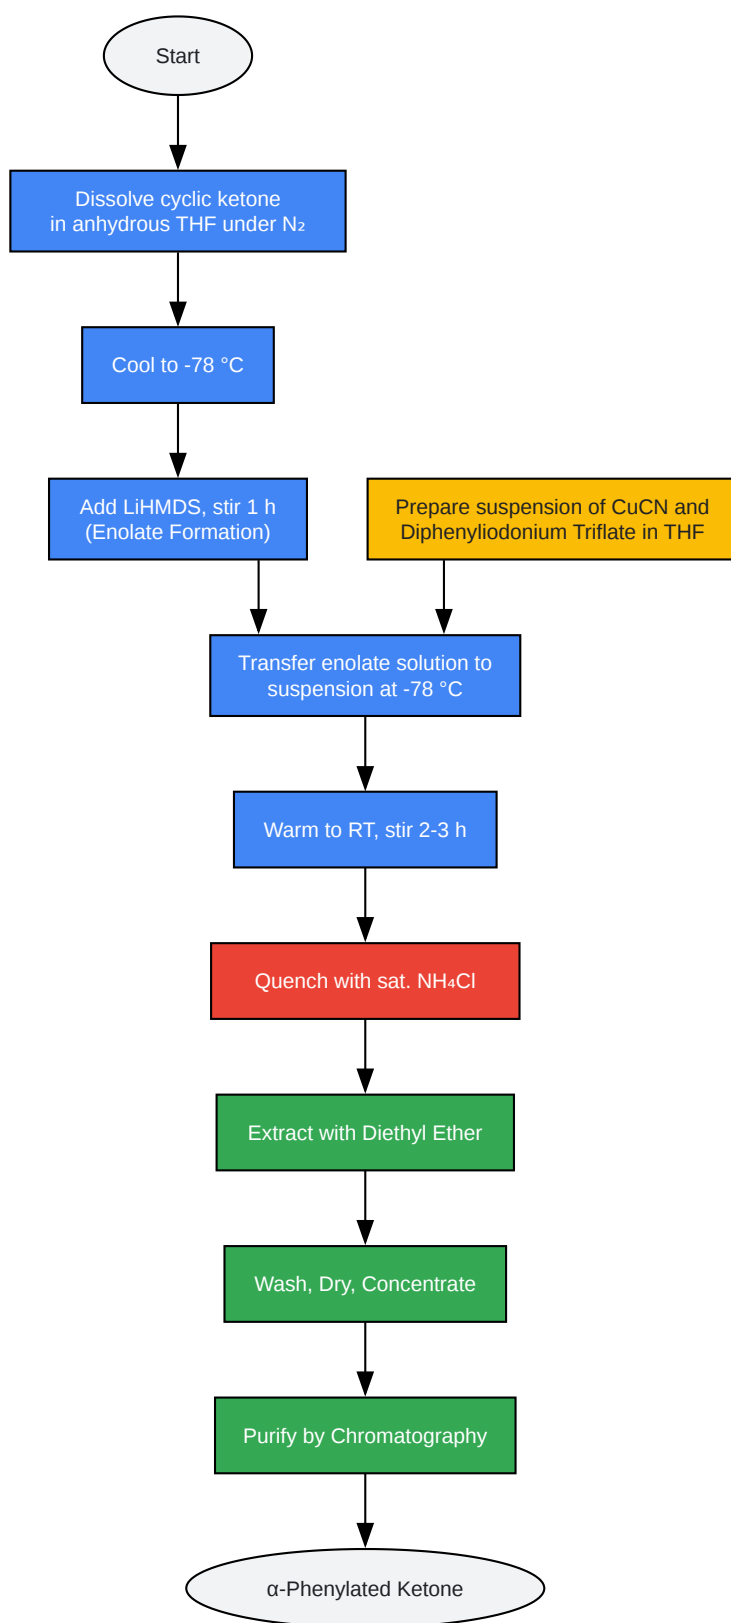 Start
Dissolve cyclic ketone
in anhydrous THF under N₂
Cool to -78 °C
Add LiHMDS, stir 1 h
(Enolate Formation)
Prepare suspension of CuCN and
Diphenyliodonium Triflate in THF
Transfer enolate solution to
suspension at -78 °C
Warm to RT, stir 2-3 h
Quench with sat. NH₄Cl
Extract with Diethyl Ether
Wash, Dry, Concentrate
Purify by Chromatography
α-Phenylated Ketone